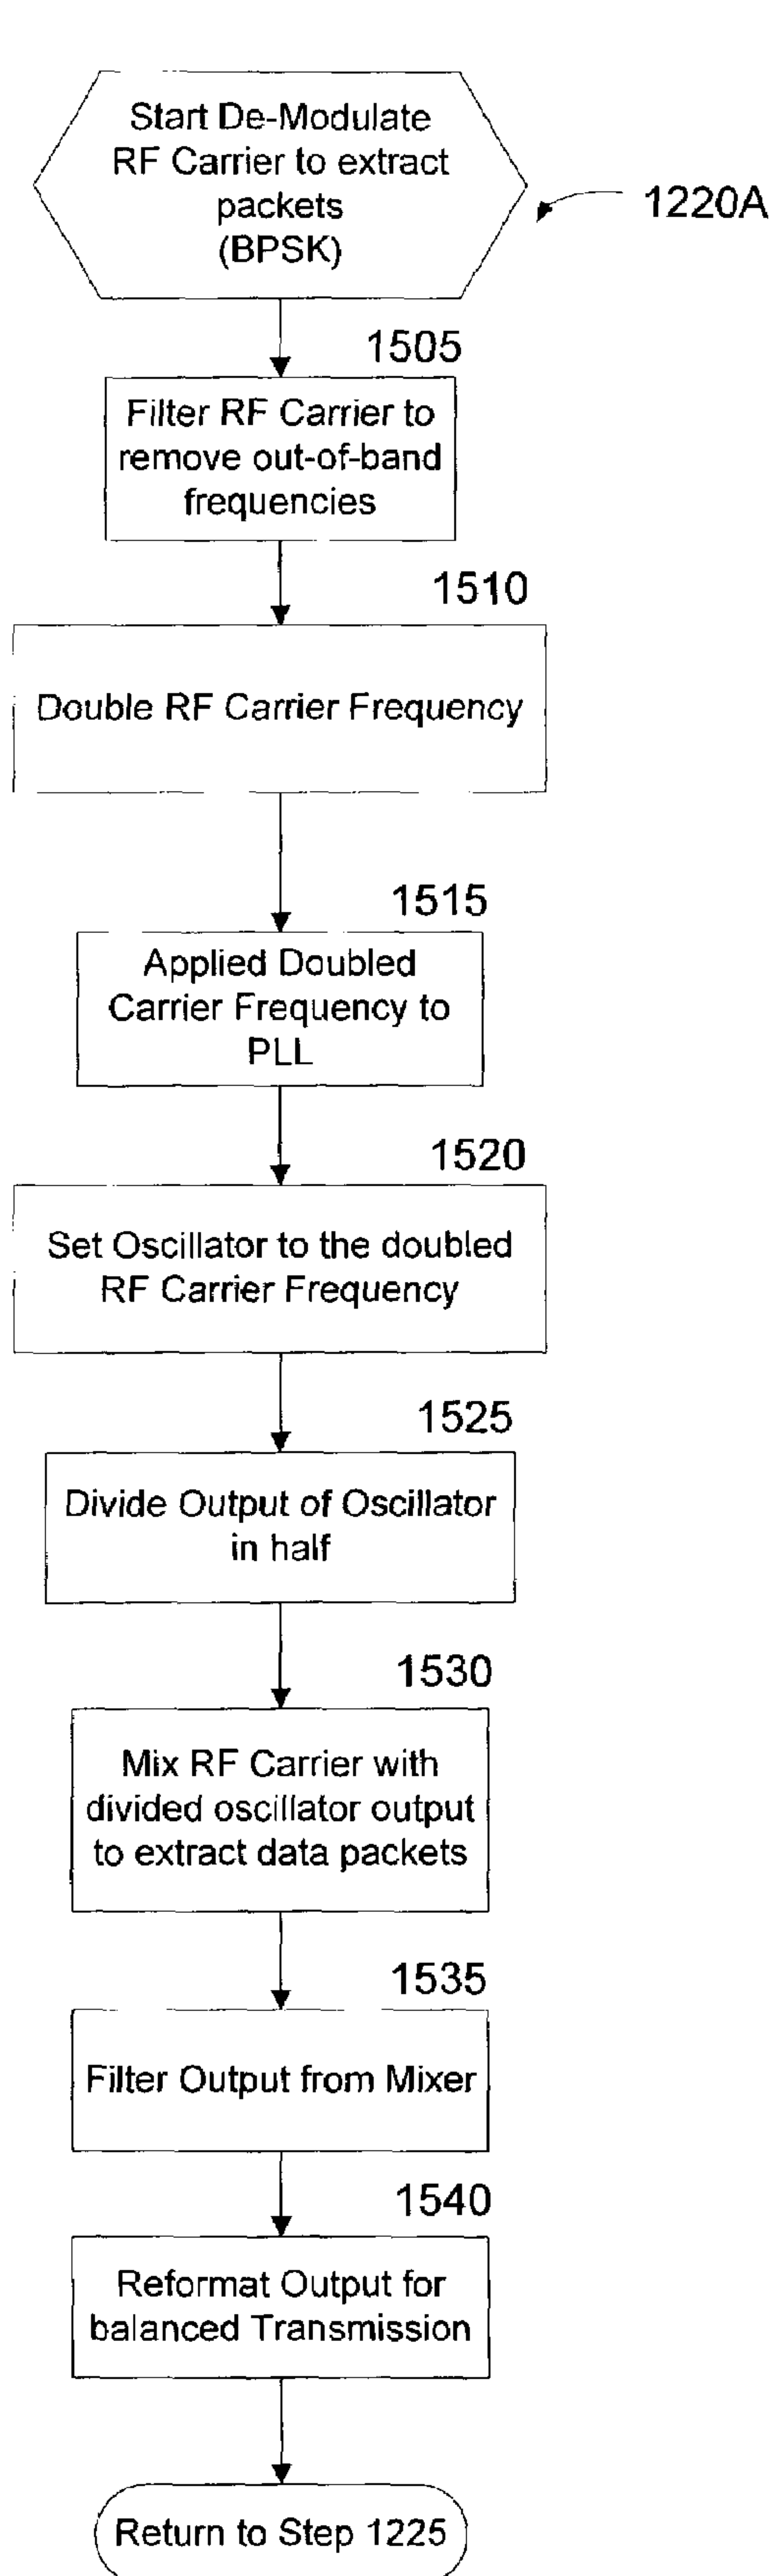 Start De-Modulate
RF Carrier to extract
packets
(BPSK)
1220A
1505
Filter RF Carrier to
remove out-of-band
frequencies
1510
Double RF Carrier Frequency
1515
Applied Doubled
Carrier Frequency to
PLL
1520
Set Oscillator to the doubled
RF Carrier Frequency
1525
Divide Output of Oscillator
in half
1530
Mix RF Carrier with
divided oscillator output
to extract data packets
1535
Filter Output from Mixer
1540
Reformat Output for
balanced Transmission
Return to Step 1225